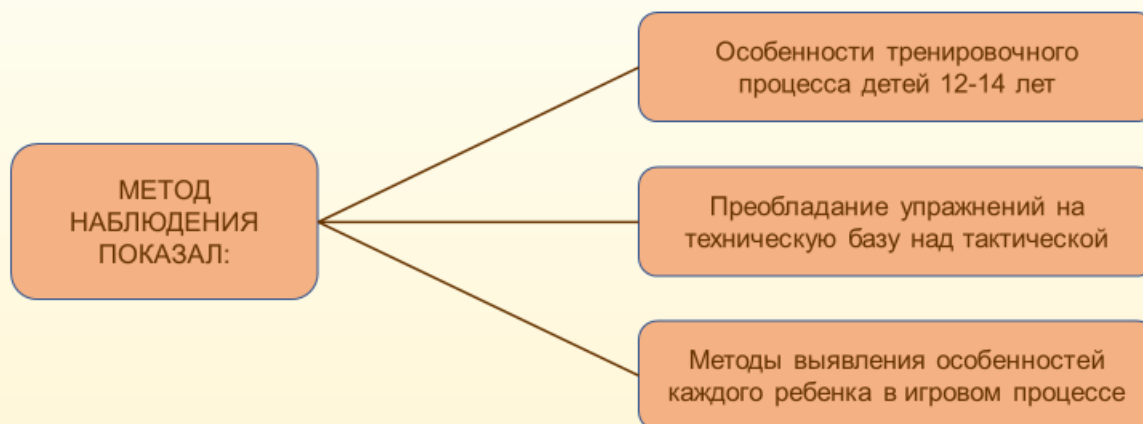 МЕТОД
НАБЛЮДЕНИЯ
ПОКАЗАЛ:
Особенности тренировочного
процесса детей 12-14 лет
Преобладание упражнений на
техническую базу над тактической
Методы выявления особенностей
каждого ребенка в игровом процессе